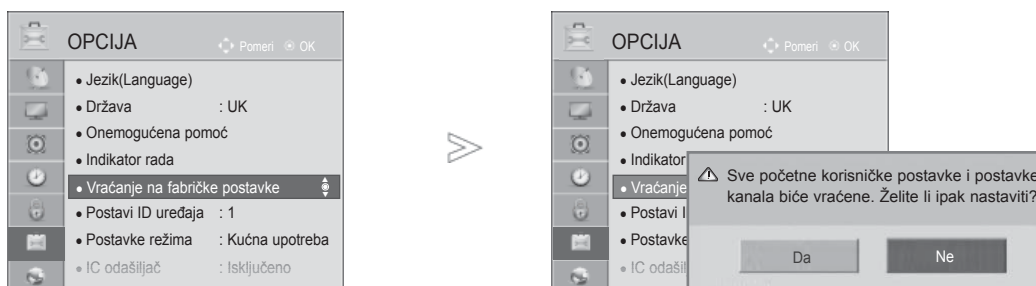 OPCIJA Pomeri OK
• Jezik(Language)
• Država : UK
• Onemogućena pomoć
• Indikator rada
• Vraćanje na fabričke postavke
• Postavi ID uređaja : 1
• Postavke režima : Kućna upotreba
• IC odašiljač : Isključeno
>
OPCIJA Pomeri OK
• Jezik(Language)
• Država : UK
• Onemogućena pomoć
• Indikator
• Vraćanje
• Postavi I
• Postavke
• IC odašil
Sve početne korisničke postavke i postavke
kanala biće vraćene. Želite li ipak nastaviti?
Da Ne